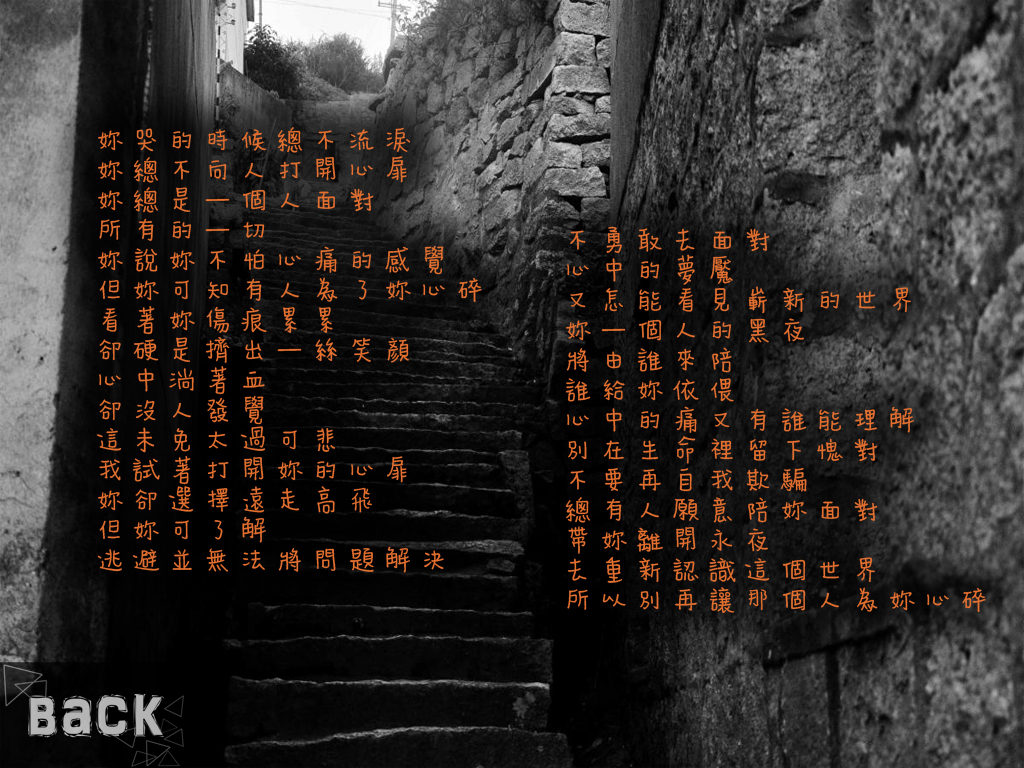 妳哭的時候總不流淚
妳總不向人打開心扉
妳總是一個人面對
所有的一切
妳說妳不怕心痛的感覺
但妳可知有人為了妳心碎
看著妳傷痕累累
卻硬是擠出一絲笑顏
心中淌著血
卻沒人發覺
這未免太過可悲
我試著打開妳的心扉
妳卻選擇遠走高飛
但妳可了解
逃避並無法將問題解決
不勇敢去面對
心中的夢魘
又怎能看見嶄新的世界
妳一個人的黑夜
將由誰來陪
誰給妳依偎
心中的痛又有誰能理解
別在生命裡留下愧對
不要再自我欺騙
總有人願意陪妳面對
帶妳離開永夜
去重新認識這個世界
所以別再讓那個人為妳心碎
BACK